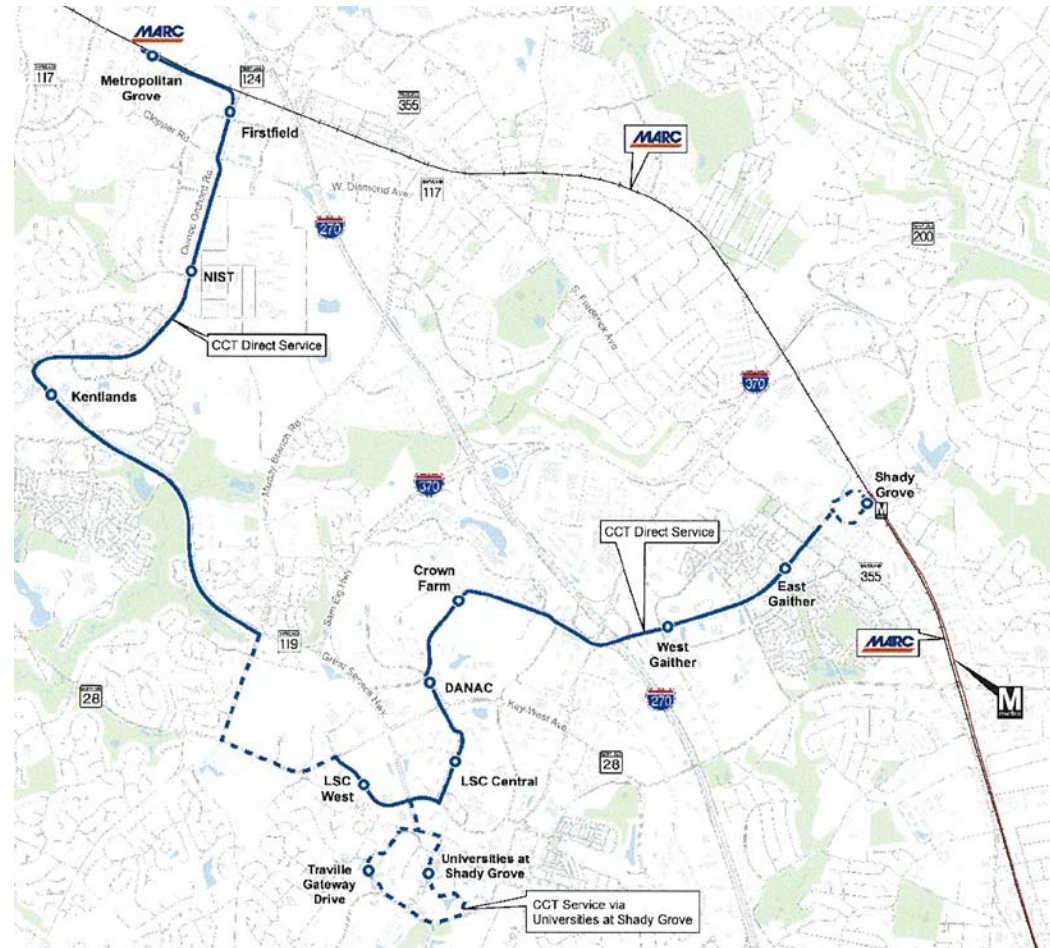 MARC
117
Metropolitan
Grove
124
Firstfield
355
Clopper Rd
MARC
W. Diamond Ave
117
270
200
Quince Orchard Rd
NIST
S. Frederick Ave
CCT Direct Service
370
Kentlands
Muddy Branch Rd
370
Shady
Grove
M
CCT Direct Service
Crown
Farm
East
Gaither
355
Sam Eig Hwy
119
West
Gaither
MARC
Great Seneca Hwy
28
DANAC
270
M
metro
Key West Ave
28
LSC
West
LSC Central
Traville
Gateway
Drive
Universities at
Shady Grove
CCT Service via
Universities at Shady Grove